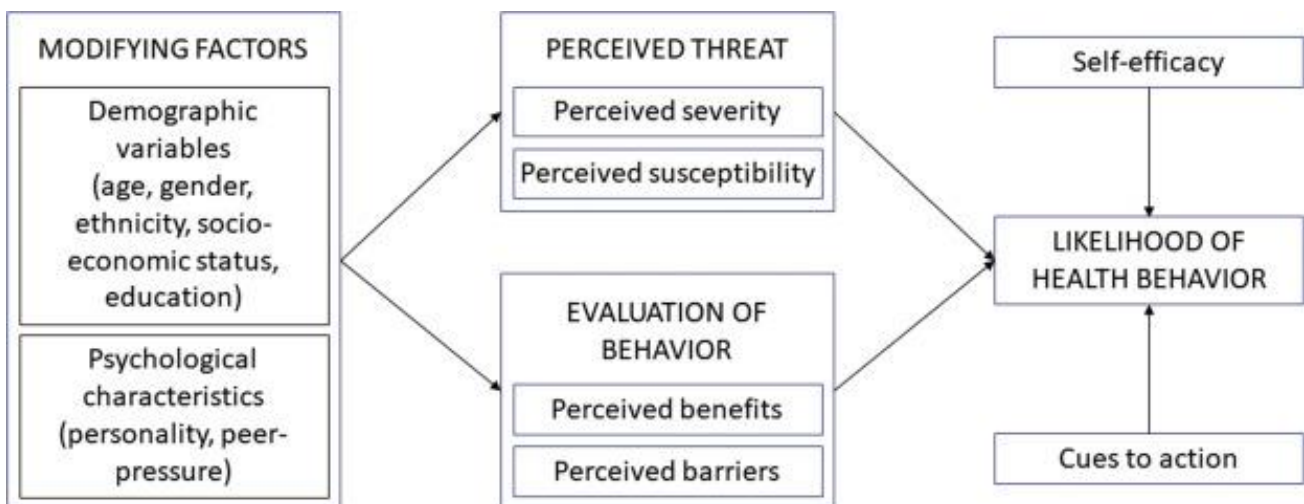 MODIFYING FACTORS
Demographic
variables
(age, gender,
ethnicity, socio-
economic status,
education)
Psychological
characteristics
(personality, peer-
pressure)
PERCEIVED THREAT
Perceived severity
Perceived susceptibility
EVALUATION OF
BEHAVIOR
Perceived benefits
Perceived barriers
Self-efficacy
LIKELIHOOD OF
HEALTH BEHAVIOR
Cues to action